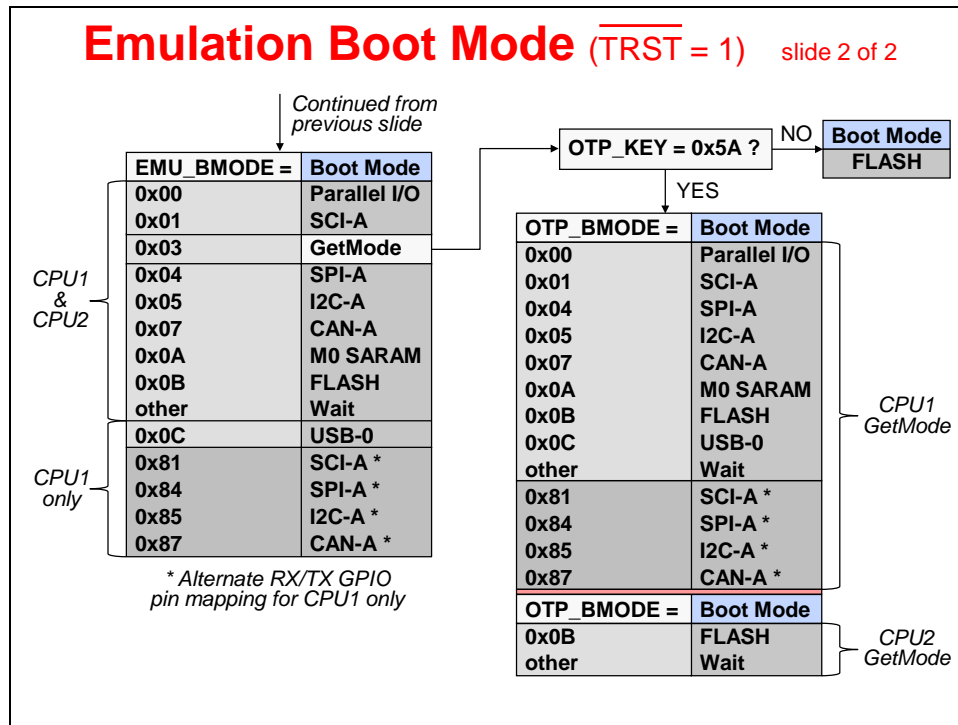 Emulation Boot Mode (TRST = 1) slide 2 of 2
Continued from
previous slide
EMU_BMODE = Boot Mode
0x00 Parallel I/O
0x01 SCI-A
0x03 GetMode
0x04 SPI-A
0x05 I2C-A
0x07 CAN-A
0x0A M0 SARAM
0x0B FLASH
other Wait
0x0C USB-0
0x81 SCI-A *
0x84 SPI-A *
0x85 I2C-A *
0x87 CAN-A *
CPU1
&
CPU2
CPU1
only
* Alternate RX/TX GPIO
pin mapping for CPU1 only
OTP_KEY = 0x5A ?
NO
Boot Mode
FLASH
YES
OTP_BMODE = Boot Mode
0x00 Parallel I/O
0x01 SCI-A
0x04 SPI-A
0x05 I2C-A
0x07 CAN-A
0x0A M0 SARAM
0x0B FLASH
0x0C USB-0
other Wait
0x81 SCI-A *
0x84 SPI-A *
0x85 I2C-A *
0x87 CAN-A *
CPU1
GetMode
OTP_BMODE = Boot Mode
0x0B FLASH
other Wait
CPU2
GetMode